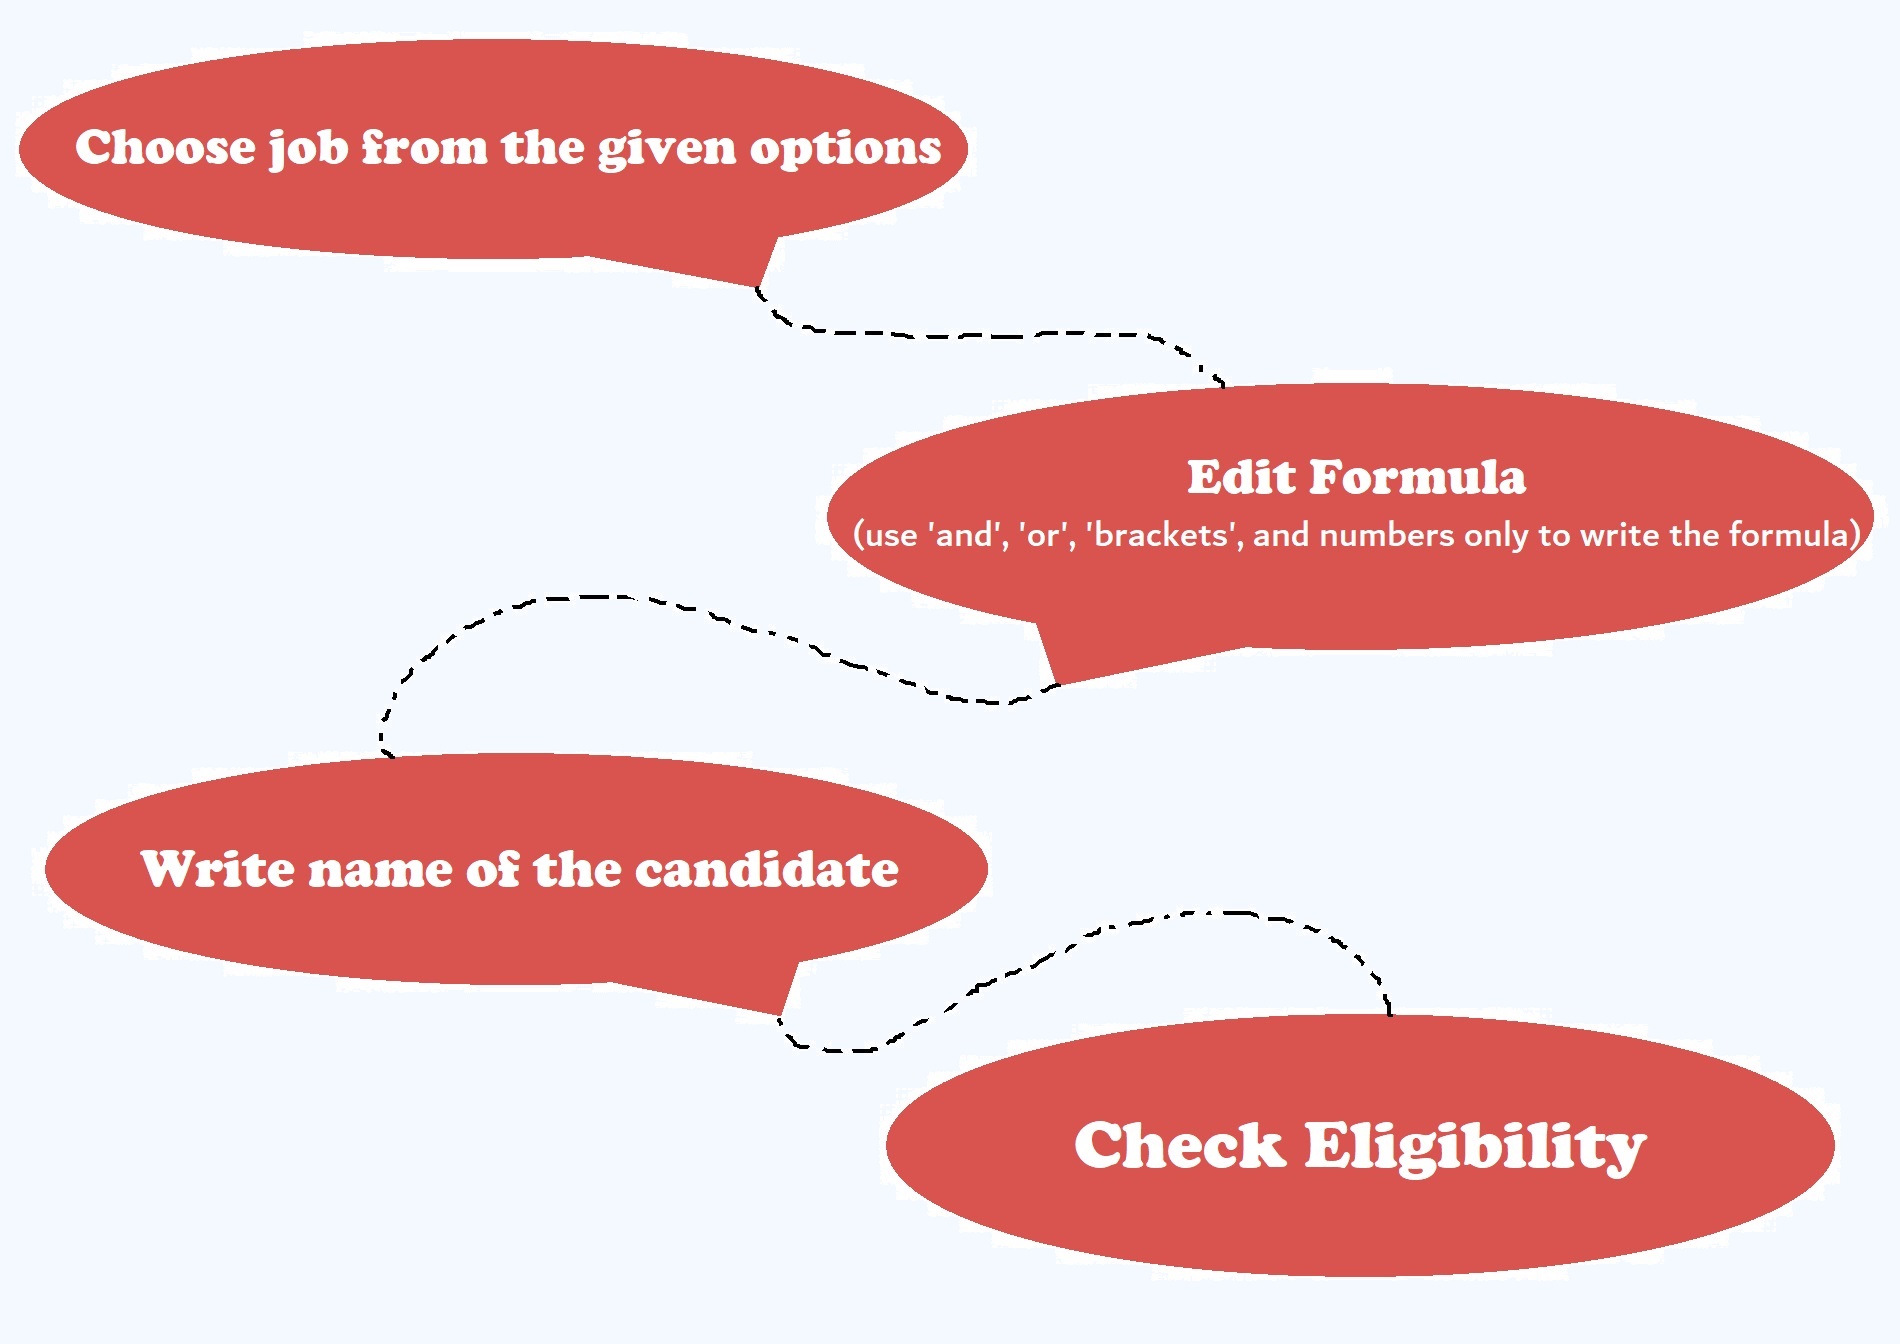 Choose job from the given options
Edit Formula
(use 'and', 'or', 'brackets', and numbers only to write the formula)
Write name of the candidate
Check Eligibility